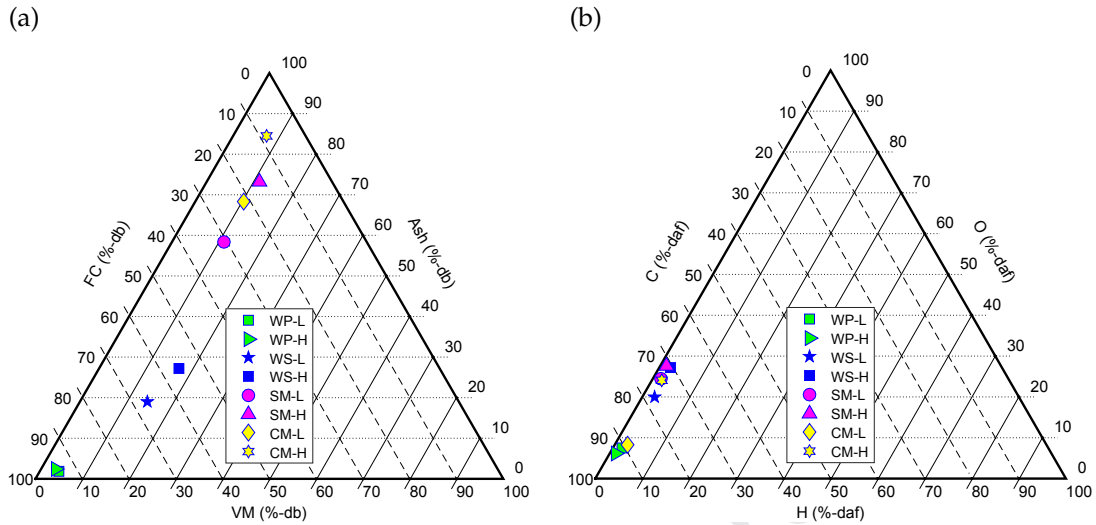 (a)
(b)
0
100
10
90
20
80
30
70
40
60
50
50
60
40
70
30
80
20
90
10
100
0
0
10
20
30
40
50
60
70
80
90
100
FC (%-db)
Ash (%-db)
VM (%-db)
WP-L
WP-H
WS-L
WS-H
SM-L
SM-H
CM-L
CM-H
0
100
10
90
20
80
30
70
40
60
50
50
60
40
70
30
80
20
90
10
100
0
0
10
20
30
40
50
60
70
80
90
100
C (%-daf)
O (%-daf)
H (%-daf)
WP-L
WP-H
WS-L
WS-H
SM-L
SM-H
CM-L
CM-H